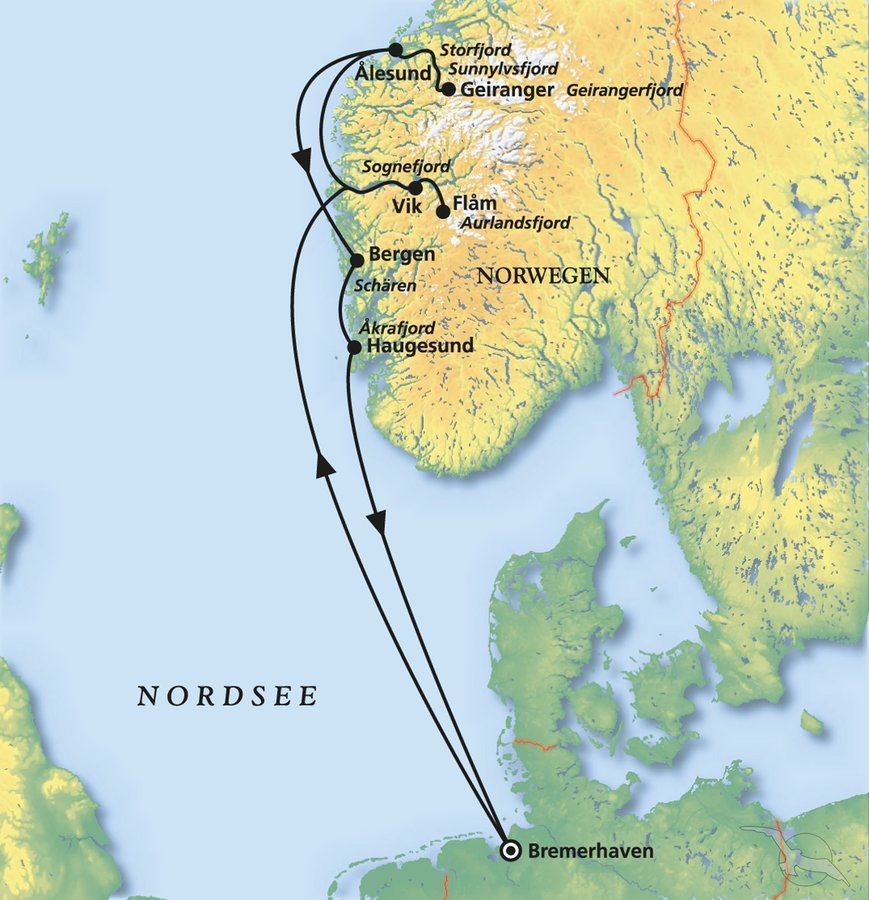 Storfjord
Ålesund
Sunnylvsfjord
Geiranger
Geirangerfjord
Sognefjord
Vik
Flåm
Aurlandsfjord
Bergen
NORWEGEN
Schären
Åkrafjord
Haugesund
NORDSEE
Bremerhaven